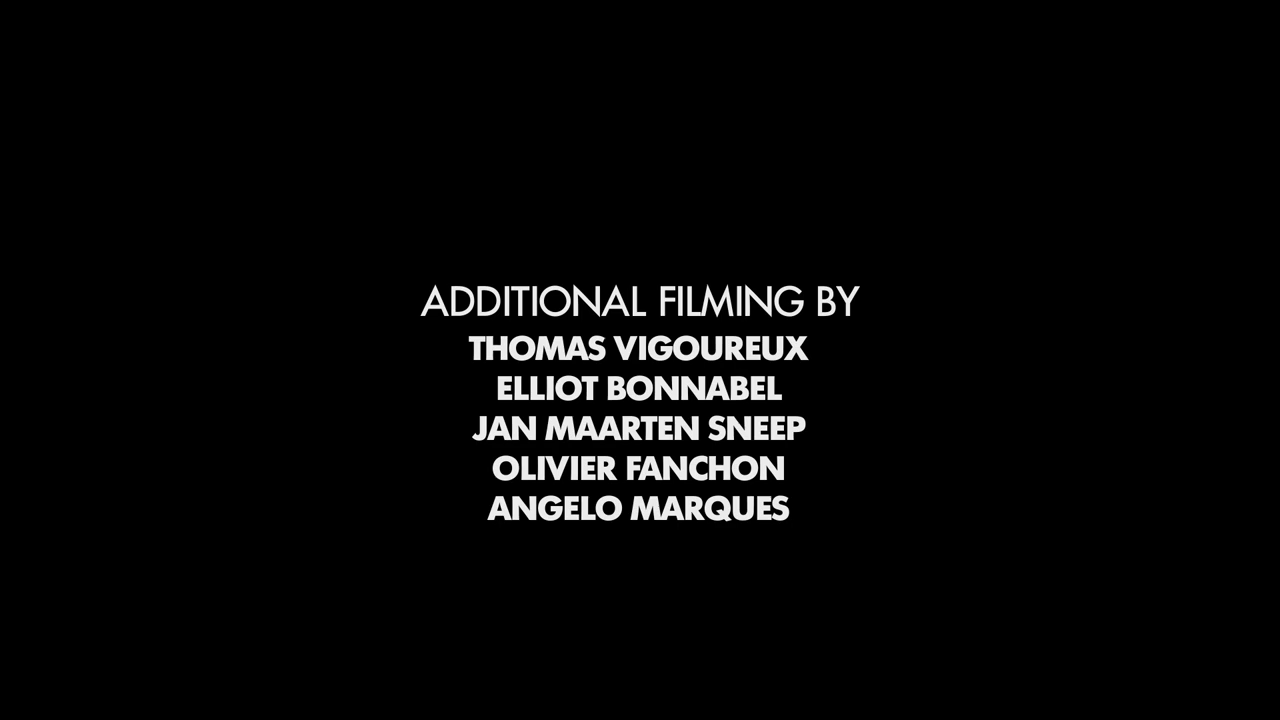 ADDITIONAL FILMING BY
THOMAS VIGOUREUX
ELLIOT BONNABEL
JAN MAARTEN SNEEP
OLIVIER FANCHON
ANGELO MARQUES